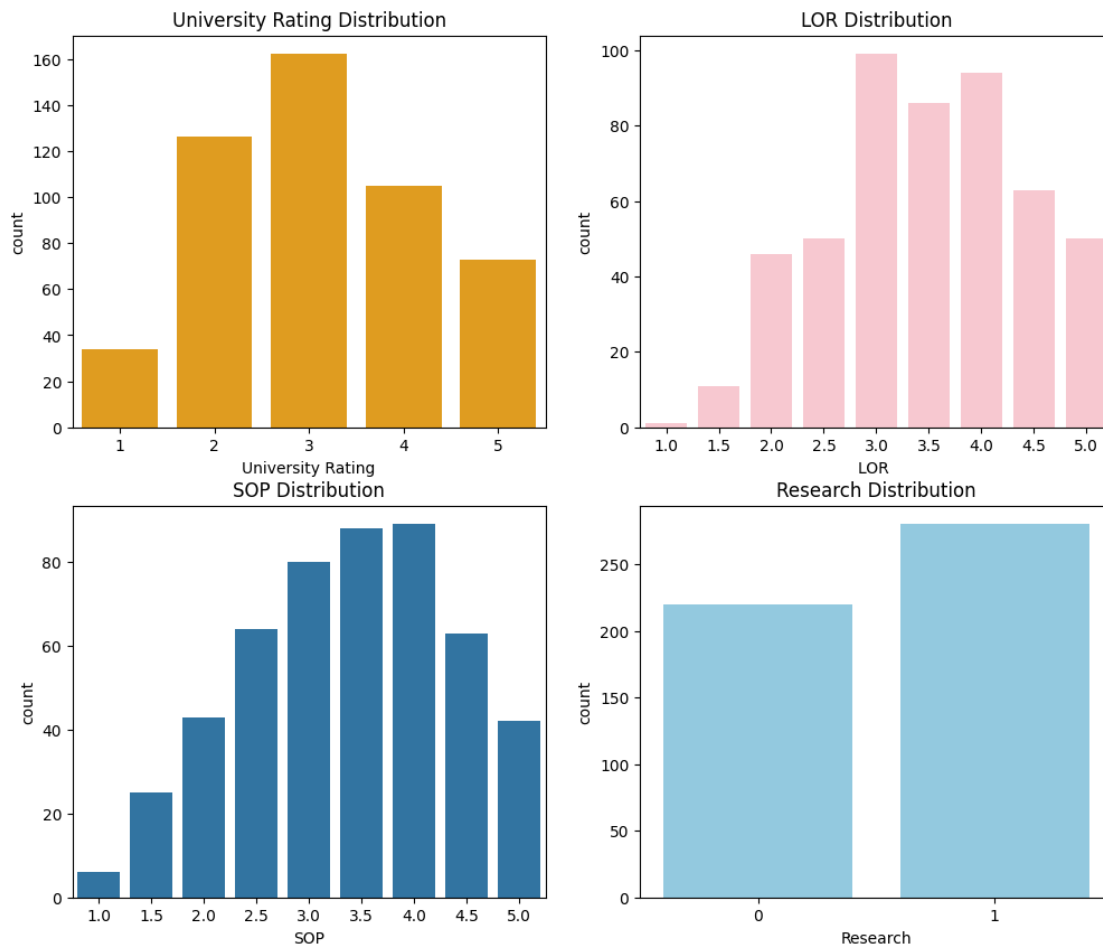 University Rating Distribution
160
140
120
100
80
60
40
20
0
count
1 2 3 4 5
University Rating
LOR Distribution
100
80
60
40
20
0
count
1.0 1.5 2.0 2.5 3.0 3.5 4.0 4.5 5.0
LOR
SOP Distribution
80
60
40
20
0
count
1.0 1.5 2.0 2.5 3.0 3.5 4.0 4.5 5.0
SOP
Research Distribution
250
200
150
100
50
0
count
0 1
Research